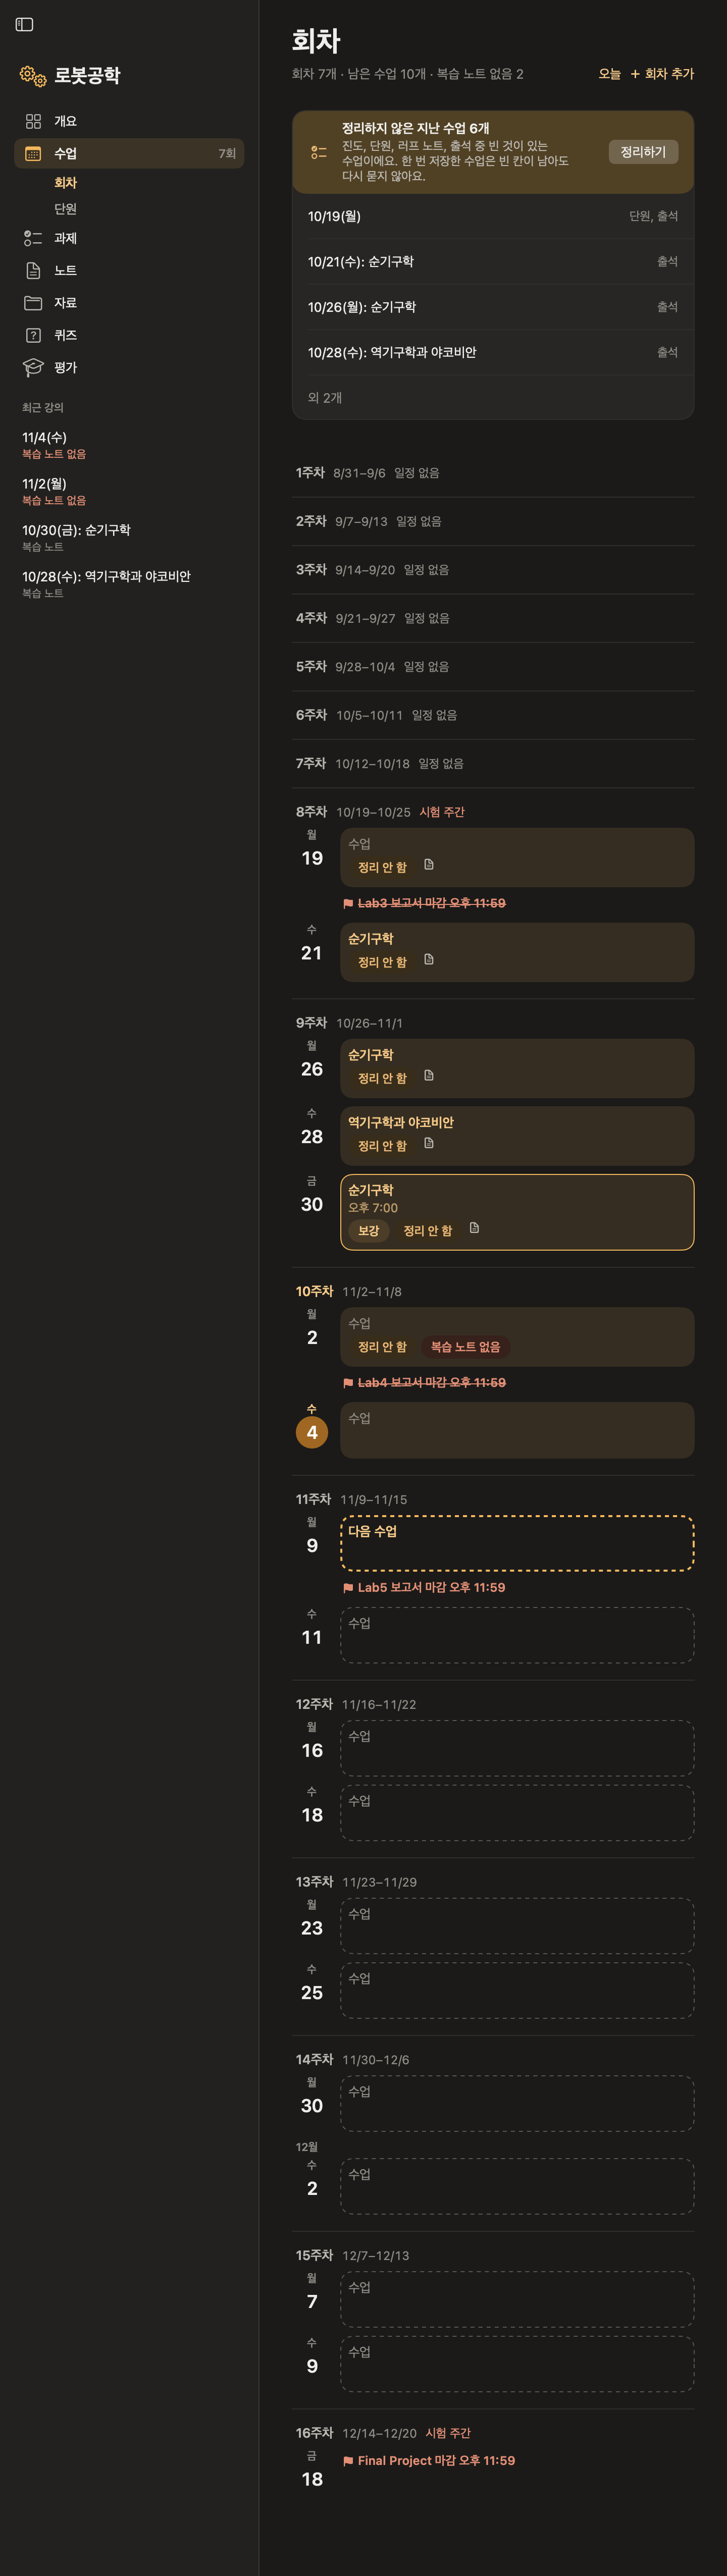 로봇공학
개요
수업 7회
회차
단원
과제
노트
자료
퀴즈
평가
최근 강의
11/4(수)
복습 노트 없음
11/2(월)
복습 노트 없음
10/30(금): 순기구학
복습 노트
10/28(수): 역기구학과 야코비안
복습 노트
회차
회차 7개 · 남은 수업 10개 · 복습 노트 없음 2
오늘 + 회차 추가
정리하지 않은 지난 수업 6개
진도, 단원, 러프 노트, 출석 중 빈 것이 있는
수업이에요. 한 번 저장한 수업은 빈 칸이 남아도
다시 묻지 않아요.
정리하기
10/19(월) 단원, 출석
10/21(수): 순기구학 출석
10/26(월): 순기구학 출석
10/28(수): 역기구학과 야코비안 출석
외 2개
1주차 8/31–9/6 일정 없음
2주차 9/7–9/13 일정 없음
3주차 9/14–9/20 일정 없음
4주차 9/21–9/27 일정 없음
5주차 9/28–10/4 일정 없음
6주차 10/5–10/11 일정 없음
7주차 10/12–10/18 일정 없음
8주차 10/19–10/25 시험 주간
월
19
수업
정리 안 함
Lab3 보고서 마감 오후 11:59
수
21
순기구학
정리 안 함
9주차 10/26–11/1
월
26
순기구학
정리 안 함
수
28
역기구학과 야코비안
정리 안 함
금
30
순기구학
오후 7:00
보강 정리 안 함
10주차 11/2–11/8
월
2
수업
정리 안 함 복습 노트 없음
Lab4 보고서 마감 오후 11:59
수
4
수업
11주차 11/9–11/15
월
9
다음 수업
Lab5 보고서 마감 오후 11:59
수
11
수업
12주차 11/16–11/22
월
16
수업
수
18
수업
13주차 11/23–11/29
월
23
수업
수
25
수업
14주차 11/30–12/6
월
30
수업
12월
수
2
수업
15주차 12/7–12/13
월
7
수업
수
9
수업
16주차 12/14–12/20 시험 주간
금
18
Final Project 마감 오후 11:59